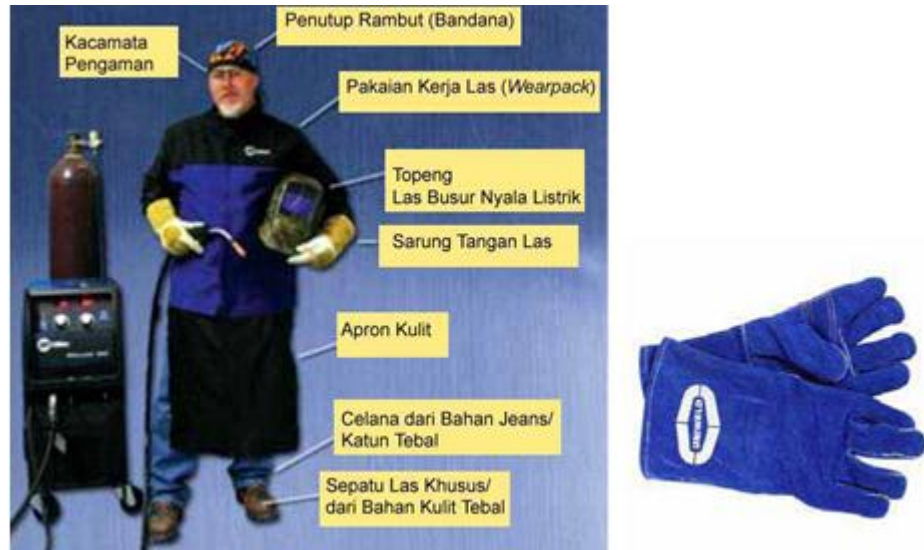 Penutup Rambut (Bandana)
Kacamata
Pengaman
Pakaian Kerja Las (Wearpack)
Topeng
Las Busur Nyala Listrik
Sarung Tangan Las
Apron Kulit
Celana dari Bahan Jeans/
Katun Tebal
Sepatu Las Khusus/
dari Bahan Kulit Tebal